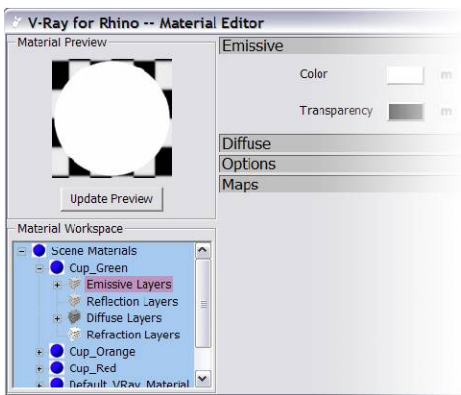 V-Ray for Rhino -- Material Editor
Material Preview
Update Preview
Emissive
Color
m
Transparency
m
Diffuse
Options
Maps
Material Workspace
Scene Materials
Cup_Green
Emissive Layers
Reflection Layers
Diffuse Layers
Refraction Layers
Cup_Orange
Cup_Red
Default_VRay_Material